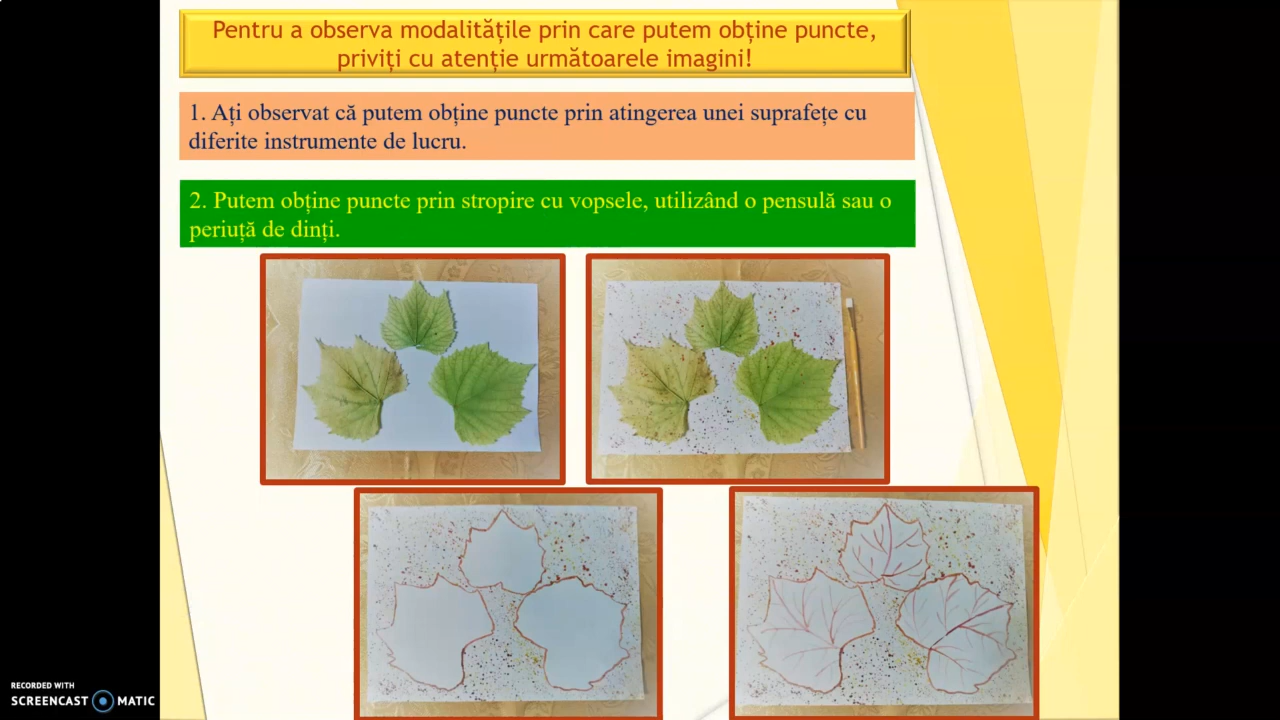 Pentru a observa modalitățile prin care putem obține puncte,
priviți cu atenție următoarele imagini!
1. Ați observat că putem obține puncte prin atingerea unei suprafețe cu
diferite instrumente de lucru.
2. Putem obține puncte prin stropire cu vopsele, utilizând o pensulă sau o
periuță de dinți.
RECORDED WITH
SCREENCAST MATIC